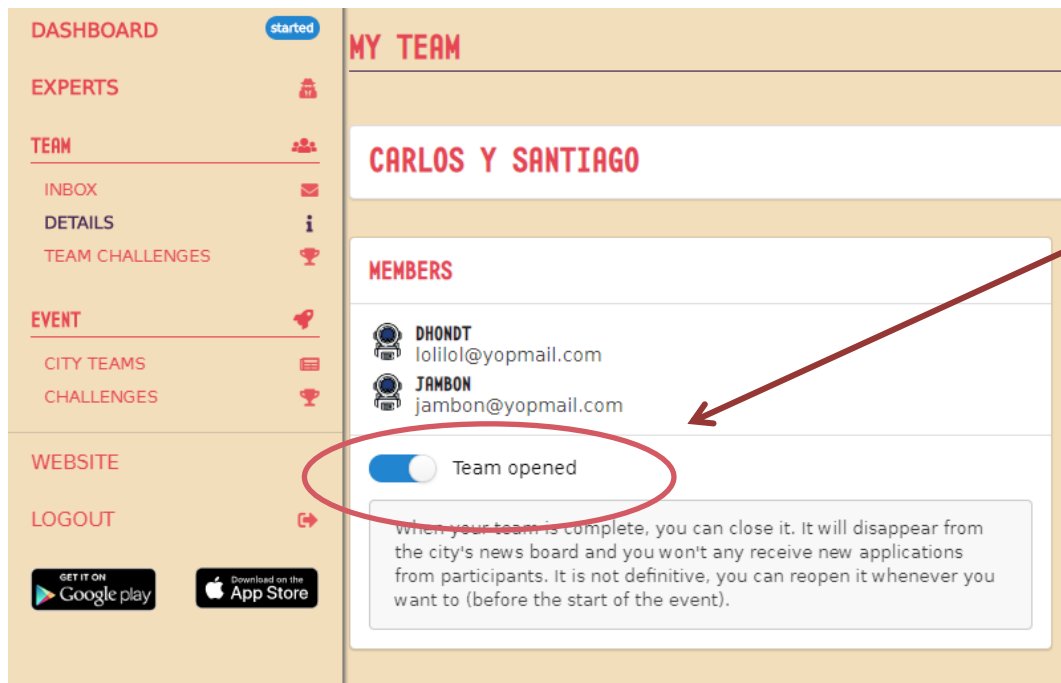 DASHBOARD started
EXPERTS
TEAM
INBOX
DETAILS
TEAM CHALLENGES
EVENT
CITY TEAMS
CHALLENGES
WEBSITE
LOGOUT
GET IT ON
Google play
Download on the
App Store
MY TEAM
CARLOS Y SANTIAGO
MEMBERS
DHONDT
lolilol@yopmail.com
JAMBON
jambon@yopmail.com
Team opened
When your team is complete, you can close it. It will disappear from
the city's news board and you won't any receive new applications
from participants. It is not definitive, you can reopen it whenever you
want to (before the start of the event).